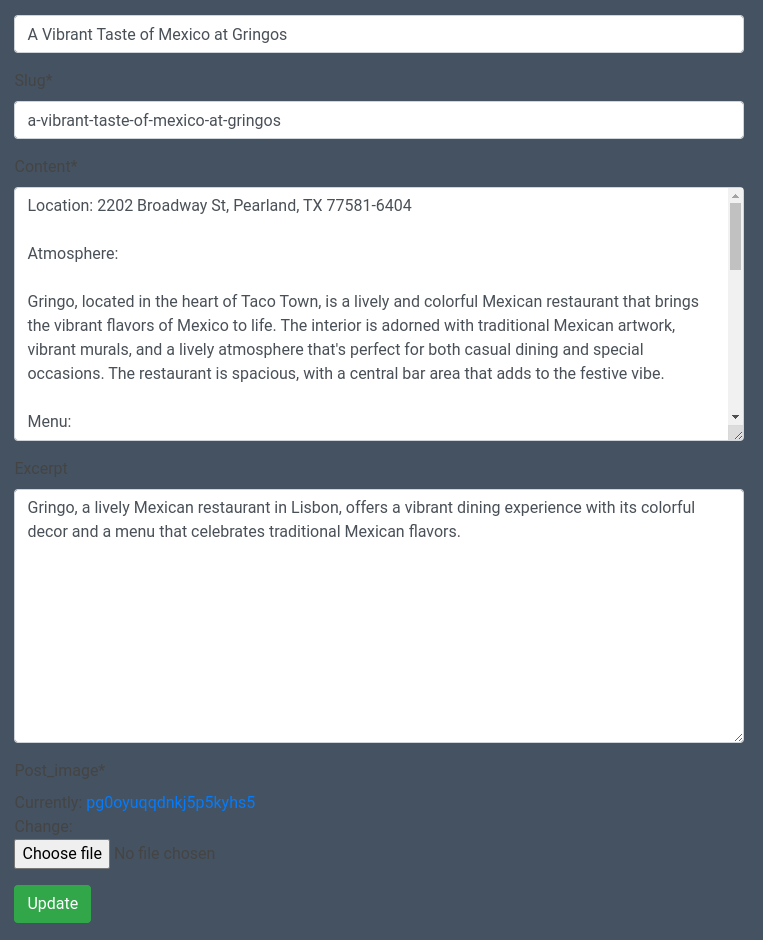 A Vibrant Taste of Mexico at Gringos
Slug*
a-vibrant-taste-of-mexico-at-gringos
Content*
Location: 2202 Broadway St, Pearland, TX 77581-6404
Atmosphere:
Gringo, located in the heart of Taco Town, is a lively and colorful Mexican restaurant that brings
the vibrant flavors of Mexico to life. The interior is adorned with traditional Mexican artwork,
vibrant murals, and a lively atmosphere that's perfect for both casual dining and special
occasions. The restaurant is spacious, with a central bar area that adds to the festive vibe.
Menu:
Excerpt
Gringo, a lively Mexican restaurant in Lisbon, offers a vibrant dining experience with its colorful
decor and a menu that celebrates traditional Mexican flavors.
Post_image*
Currently: pg0oyuqqdnkj5p5kyhs5
Change:
Choose file No file chosen
Update